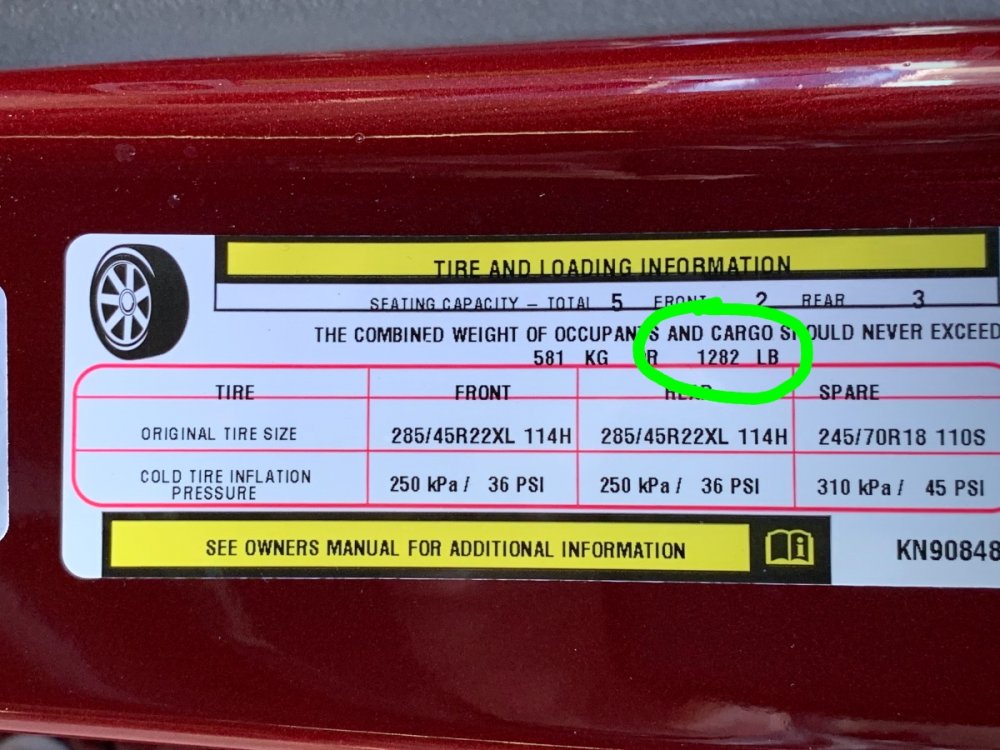 TIRE AND LOADING INFORMATION
SEATING CAPACITY – TOTAL 5 FRONT 2 REAR 3
THE COMBINED WEIGHT OF OCCUPANTS AND CARGO SHOULD NEVER EXCEED
581 KG OR 1282 LB
TIRE FRONT REAR SPARE
ORIGINAL TIRE SIZE 285/45R22XL 114H 285/45R22XL 114H 245/70R18 110S
COLD TIRE INFLATION PRESSURE 250 kPa / 36 PSI 250 kPa / 36 PSI 310 kPa / 45 PSI
SEE OWNERS MANUAL FOR ADDITIONAL INFORMATION
KN90848